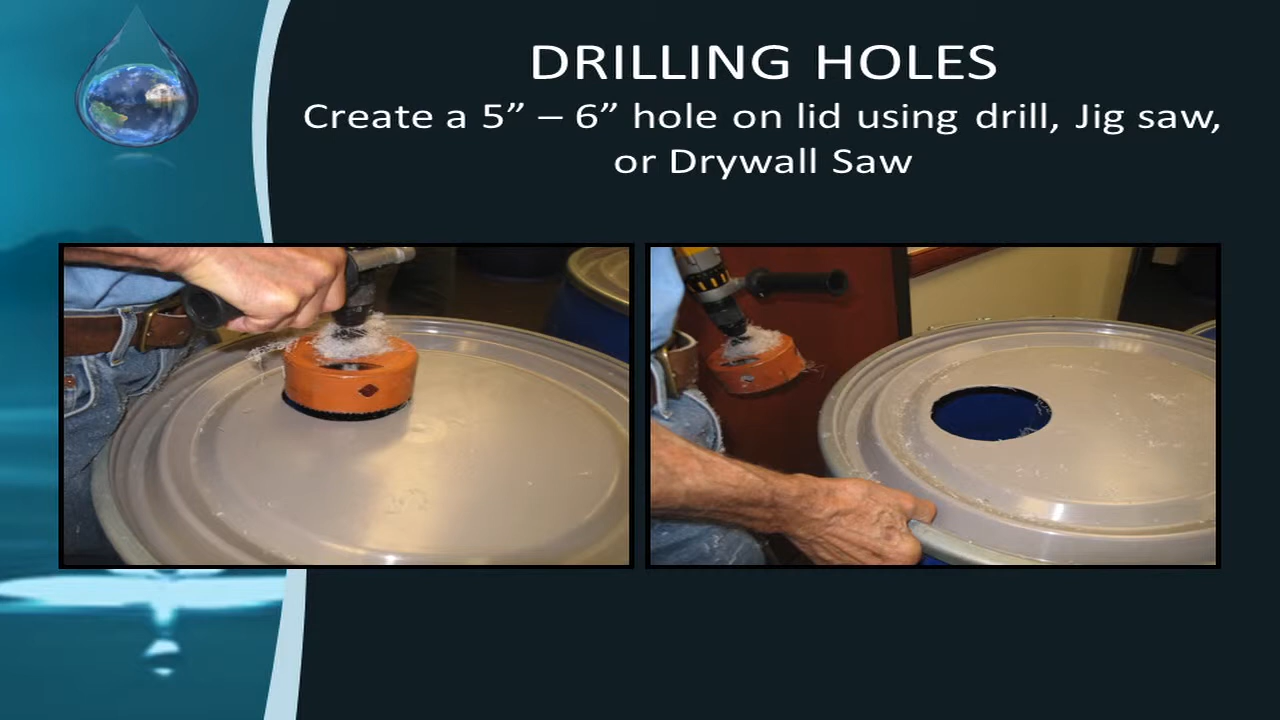 DRILLING HOLES
Create a 5” – 6” hole on lid using drill, Jig saw,
or Drywall Saw